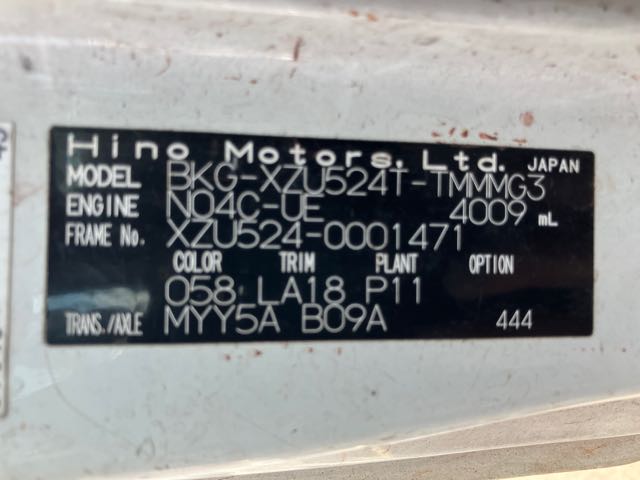 Hino Motors, Ltd. JAPAN
MODEL BKG-XZU524T-TMMMG3
ENGINE N04C-UE 4009 mL
FRAME No. XZU524-0001471
COLOR TRIM PLANT OPTION
058 LA18 P11
TRANS./AXLE MYY5A B09A 444